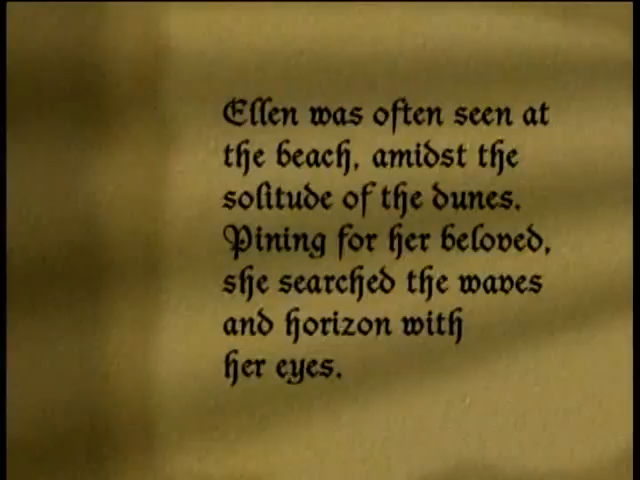 Ellen was often seen at
the beach, amidst the
solitude of the dunes.
Pining for her beloved,
she searched the waves
and horizon with
her eyes.